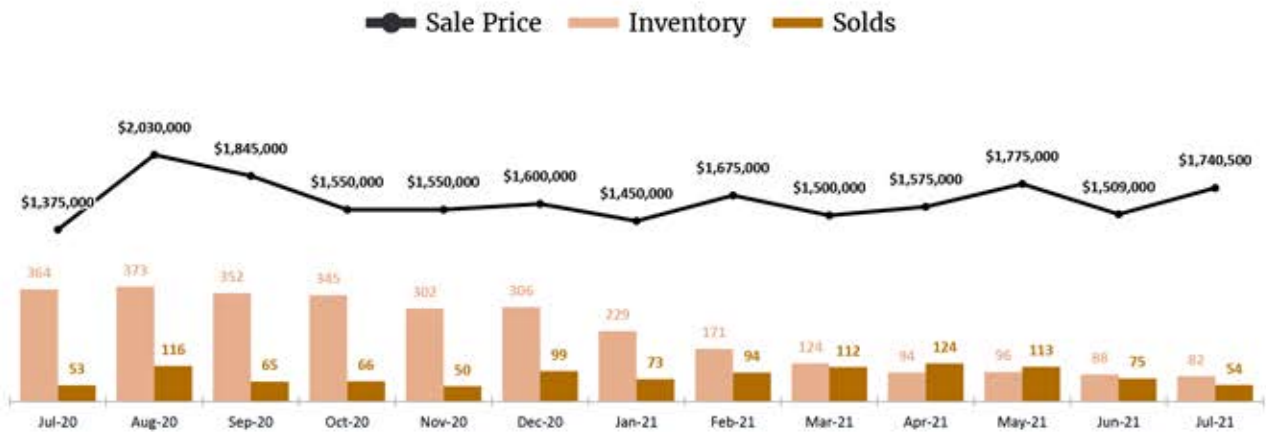 Sale Price Inventory Solds
$1,375,000 $2,030,000 $1,845,000 $1,550,000 $1,550,000 $1,600,000 $1,450,000 $1,675,000 $1,500,000 $1,575,000 $1,775,000 $1,509,000 $1,740,500
364 53 373 116 352 65 345 66 302 50 306 99 229 73 171 94 124 112 94 124 96 113 88 75 82 54
Jul-20 Aug-20 Sep-20 Oct-20 Nov-20 Dec-20 Jan-21 Feb-21 Mar-21 Apr-21 May-21 Jun-21 Jul-21